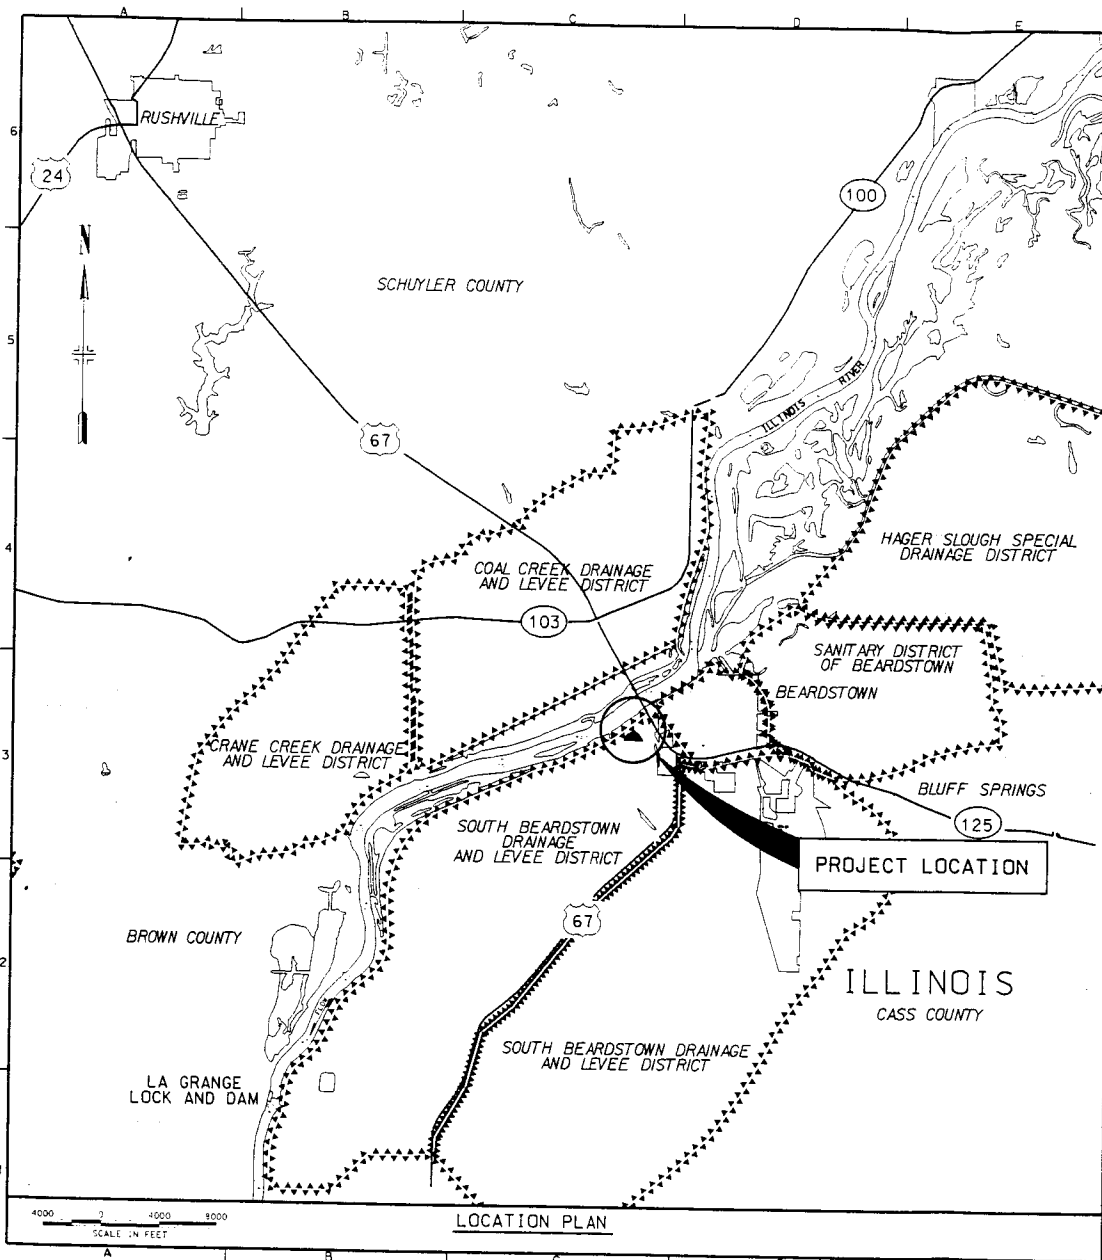 A B C D E
6
RUSHVILLE
24
100
N
SCHUYLER COUNTY
5
RIVER
ILLINOIS
67
4
HAGER SLOUGH SPECIAL
DRAINAGE DISTRICT
COAL CREEK DRAINAGE
AND LEVEE DISTRICT
103
SANITARY DISTRICT
OF BEARDSTOWN
BEARDSTOWN
3
CRANE CREEK DRAINAGE
AND LEVEE DISTRICT
BLUFF SPRINGS
125
SOUTH BEARDSTOWN
DRAINAGE
AND LEVEE DISTRICT
PROJECT LOCATION
67
BROWN COUNTY
2
ILLINOIS
CASS COUNTY
SOUTH BEARDSTOWN DRAINAGE
AND LEVEE DISTRICT
LA GRANGE
LOCK AND DAM
4000 0 4000 8000
SCALE IN FEET
LOCATION PLAN
A B C D E